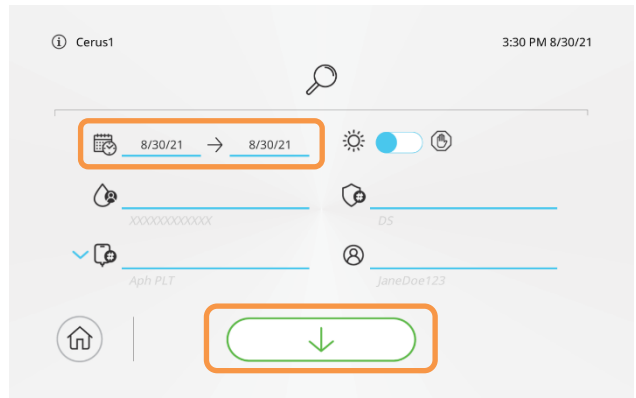 Cerus1
3:30 PM 8/30/21
8/30/21 → 8/30/21
XXXXXXXXXXXX
DS
Aph PLT
JaneDoe123